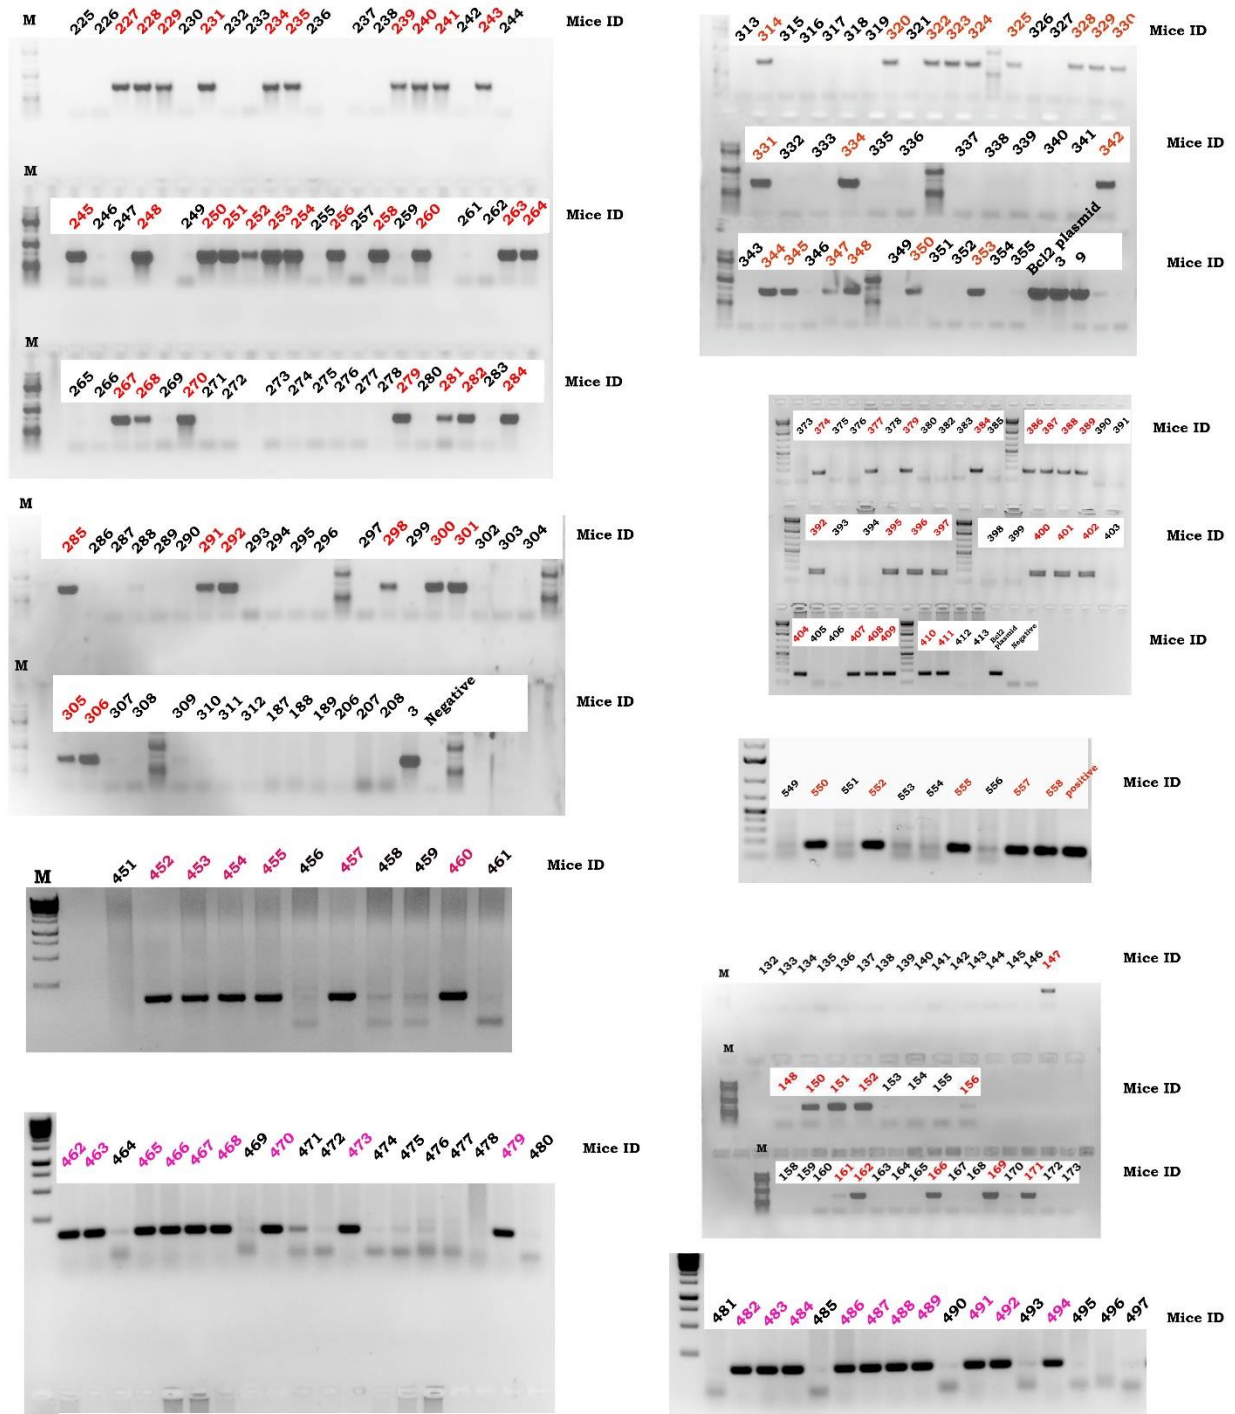 M 225 226 227 228 229 230 231 232 233 234 235 236 237 238 239 240 241 242 243 244 Mice ID
M
245 246 247 248 249 250 251 252 253 254 255 256 257 258 259 260 261 262 263 264 Mice ID
M
265 266 267 268 269 270 271 272 273 274 275 276 277 278 279 280 281 282 283 284 Mice ID
M
285 286 287 288 289 290 291 292 293 294 295 296 297 298 299 300 301 302 303 304 Mice ID
M
305 306 307 308 309 310 311 312 187 188 189 206 207 208 3 Negative Mice ID
M 451 452 453 454 455 456 457 458 459 460 461 Mice ID
462 463 464 465 466 467 468 469 470 471 472 473 474 475 476 477 478 479 480 Mice ID
313 314 315 316 317 318 319 320 321 322 323 324 325 326 327 328 329 330 Mice ID
331 332 333 334 335 336 337 338 339 340 341 342 Mice ID
343 344 345 346 347 348 349 350 351 352 353 354 355 Bcl2 plasmid 3 9 Mice ID
373 374 375 376 377 378 379 380 382 383 384 385 386 387 388 389 390 391 Mice ID
392 393 394 395 396 397 398 399 400 401 402 403 Mice ID
404 405 406 407 408 409 410 411 412 413 Bcl2 plasmid Negative Mice ID
549 550 551 552 553 554 555 556 557 558 positive Mice ID
M 132 133 134 135 136 137 138 139 140 141 142 143 144 145 146 147 Mice ID
M
148 150 151 152 153 154 155 156 Mice ID
M
158 159 160 161 162 163 164 165 166 167 168 169 170 171 172 173 Mice ID
481 482 483 484 485 486 487 488 489 490 491 492 493 494 495 496 497 Mice ID